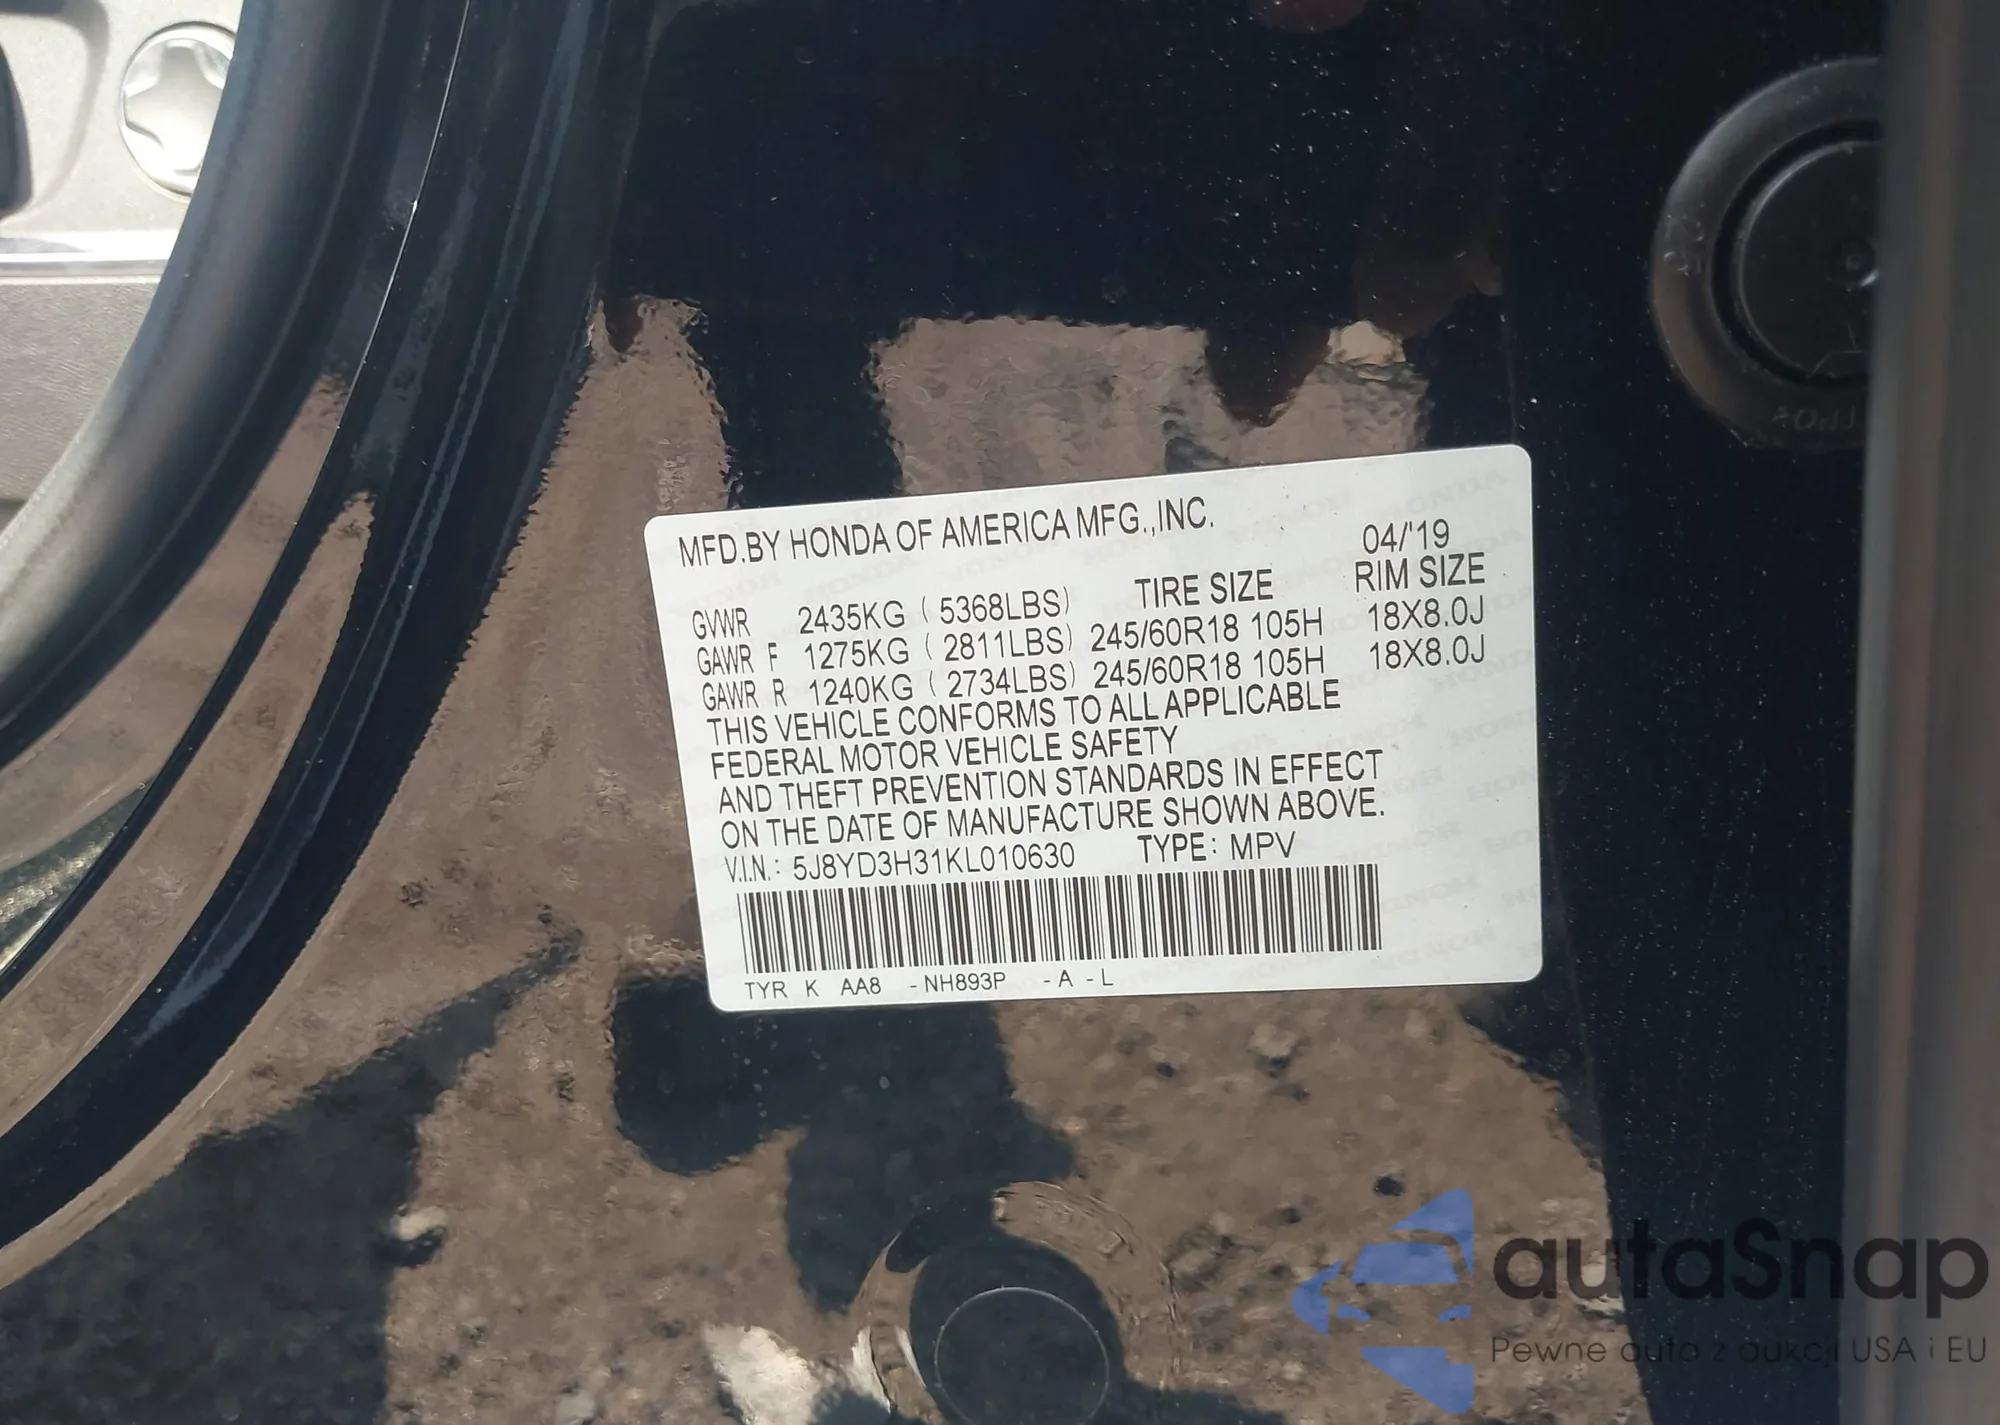 MFD.BY HONDA OF AMERICA MFG.,INC.
04/'19
TIRE SIZE RIM SIZE
GVWR 2435KG ( 5368LBS)
GAWR F 1275KG ( 2811LBS) 245/60R18 105H 18X8.0J
GAWR R 1240KG ( 2734LBS) 245/60R18 105H 18X8.0J
THIS VEHICLE CONFORMS TO ALL APPLICABLE
FEDERAL MOTOR VEHICLE SAFETY
AND THEFT PREVENTION STANDARDS IN EFFECT
ON THE DATE OF MANUFACTURE SHOWN ABOVE.
V.I.N.: 5J8YD3H31KL010630 TYPE: MPV
TYR K AA8 -NH893P -A -L
autaSnap
Pewne auta z aukcji USA i EU